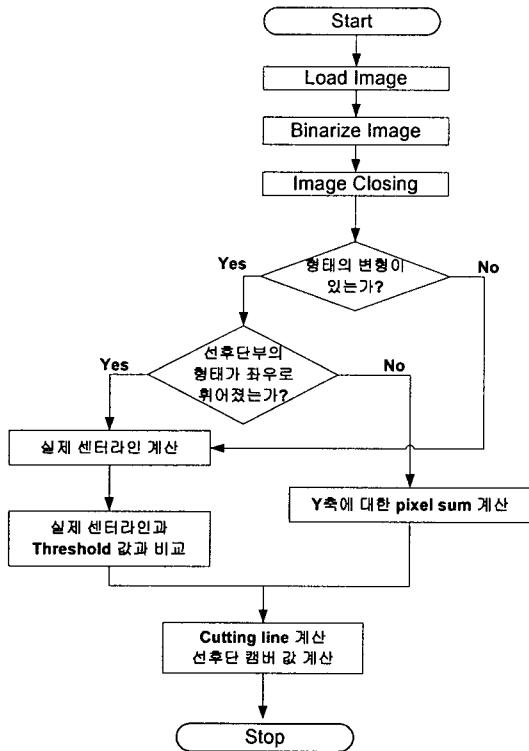 Start
Load Image
Binarize Image
Image Closing
형태의 변형이
있는가?
Yes
No
선후단부의
형태가 좌우로
휘어졌는가?
Yes
No
실제 센터라인 계산
Y축에 대한 pixel sum 계산
실제 센터라인과
Threshold 값과 비교
Cutting line 계산
선후단 캠버 값 계산
Stop